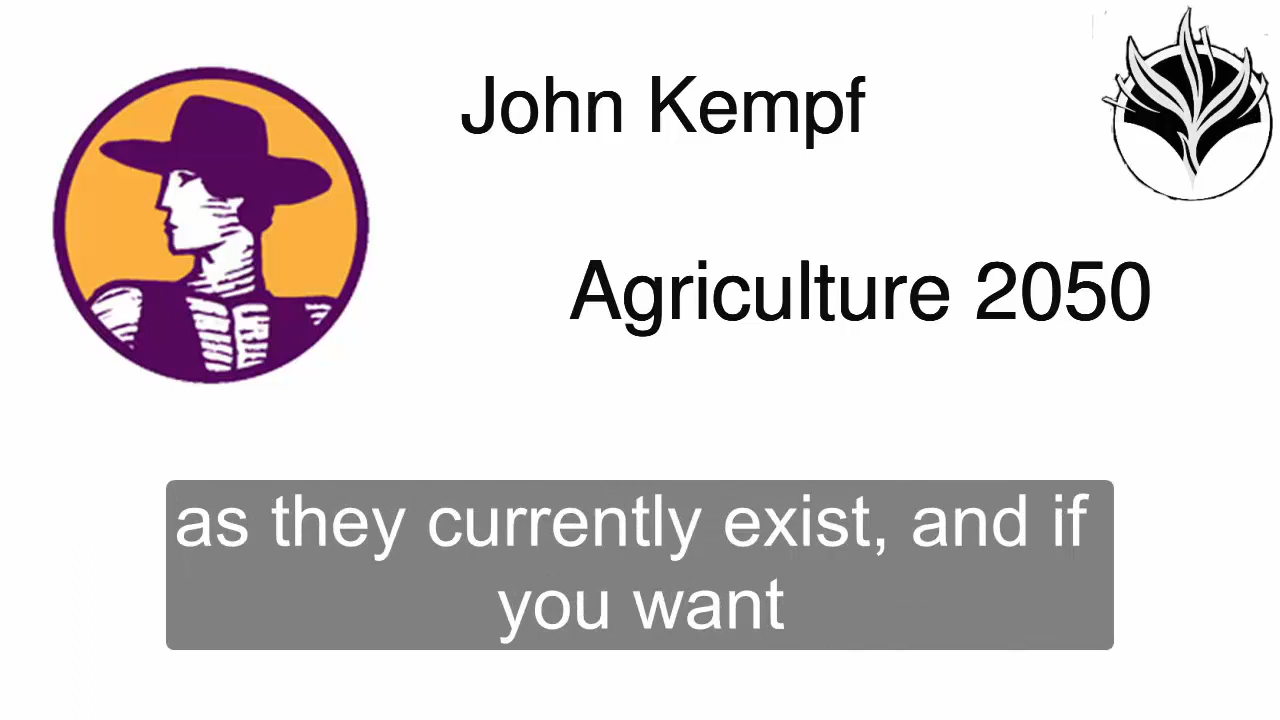 John Kempf
Agriculture 2050
as they currently exist, and if
you want